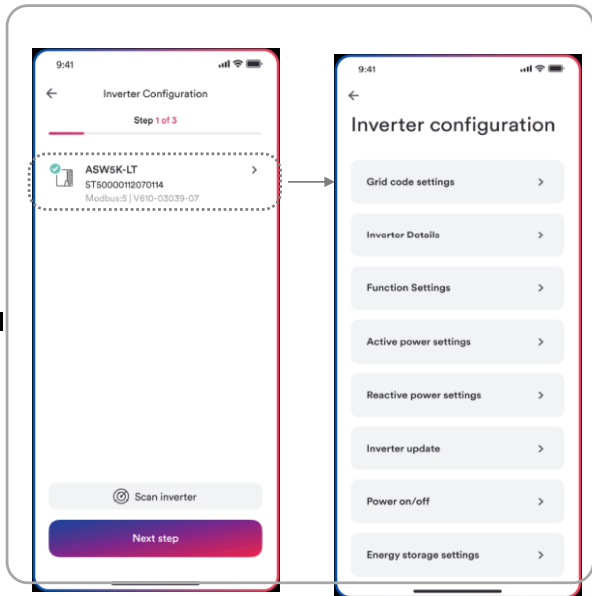 9:41
Inverter Configuration
Step 1 of 3
ASW5K-LT
ST50000112070114
Modbus:5 | V610-03039-07
Scan inverter
Next step
9:41
Inverter configuration
Grid code settings
Inverter Details
Function Settings
Active power settings
Reactive power settings
Inverter update
Power on/off
Energy storage settings